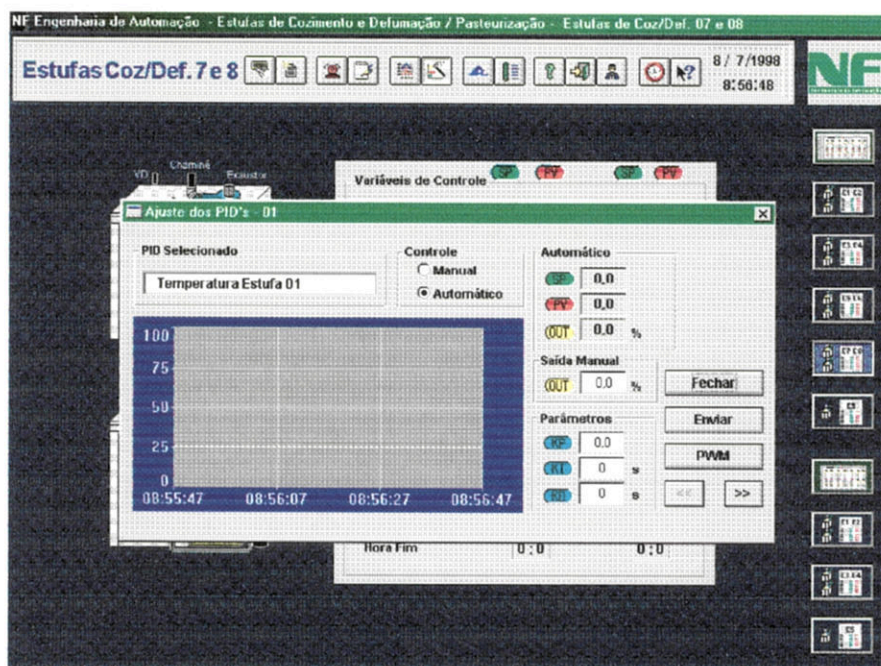 NF Engenharia de Automação - Estufas de Cozimento e Defumação / Pasteurização - Estufas de Coz/Def. 07 e 08
Estufas Coz/Def. 7 e 8
8 / 7/1998
8:56:48
NF
Chaminé
Exaustor
Variáveis de Controle SP PV SP PV
Ajuste dos PID's - 01
PID Selecionado
Temperatura Estufa 01
Controle
Manual
Automático
Automático
SP 0,0
PV 0,0
OUT 0,0 %
Saída Manual
OUT 0,0 %
Parâmetros
KP 0,0
KI 0 s
KD 0 s
Fechar
Enviar
PWM
<< >>
100
75
50
25
0
08:55:47 08:56:07 08:56:27 08:56:47
Hora Fim 0:0 0:0